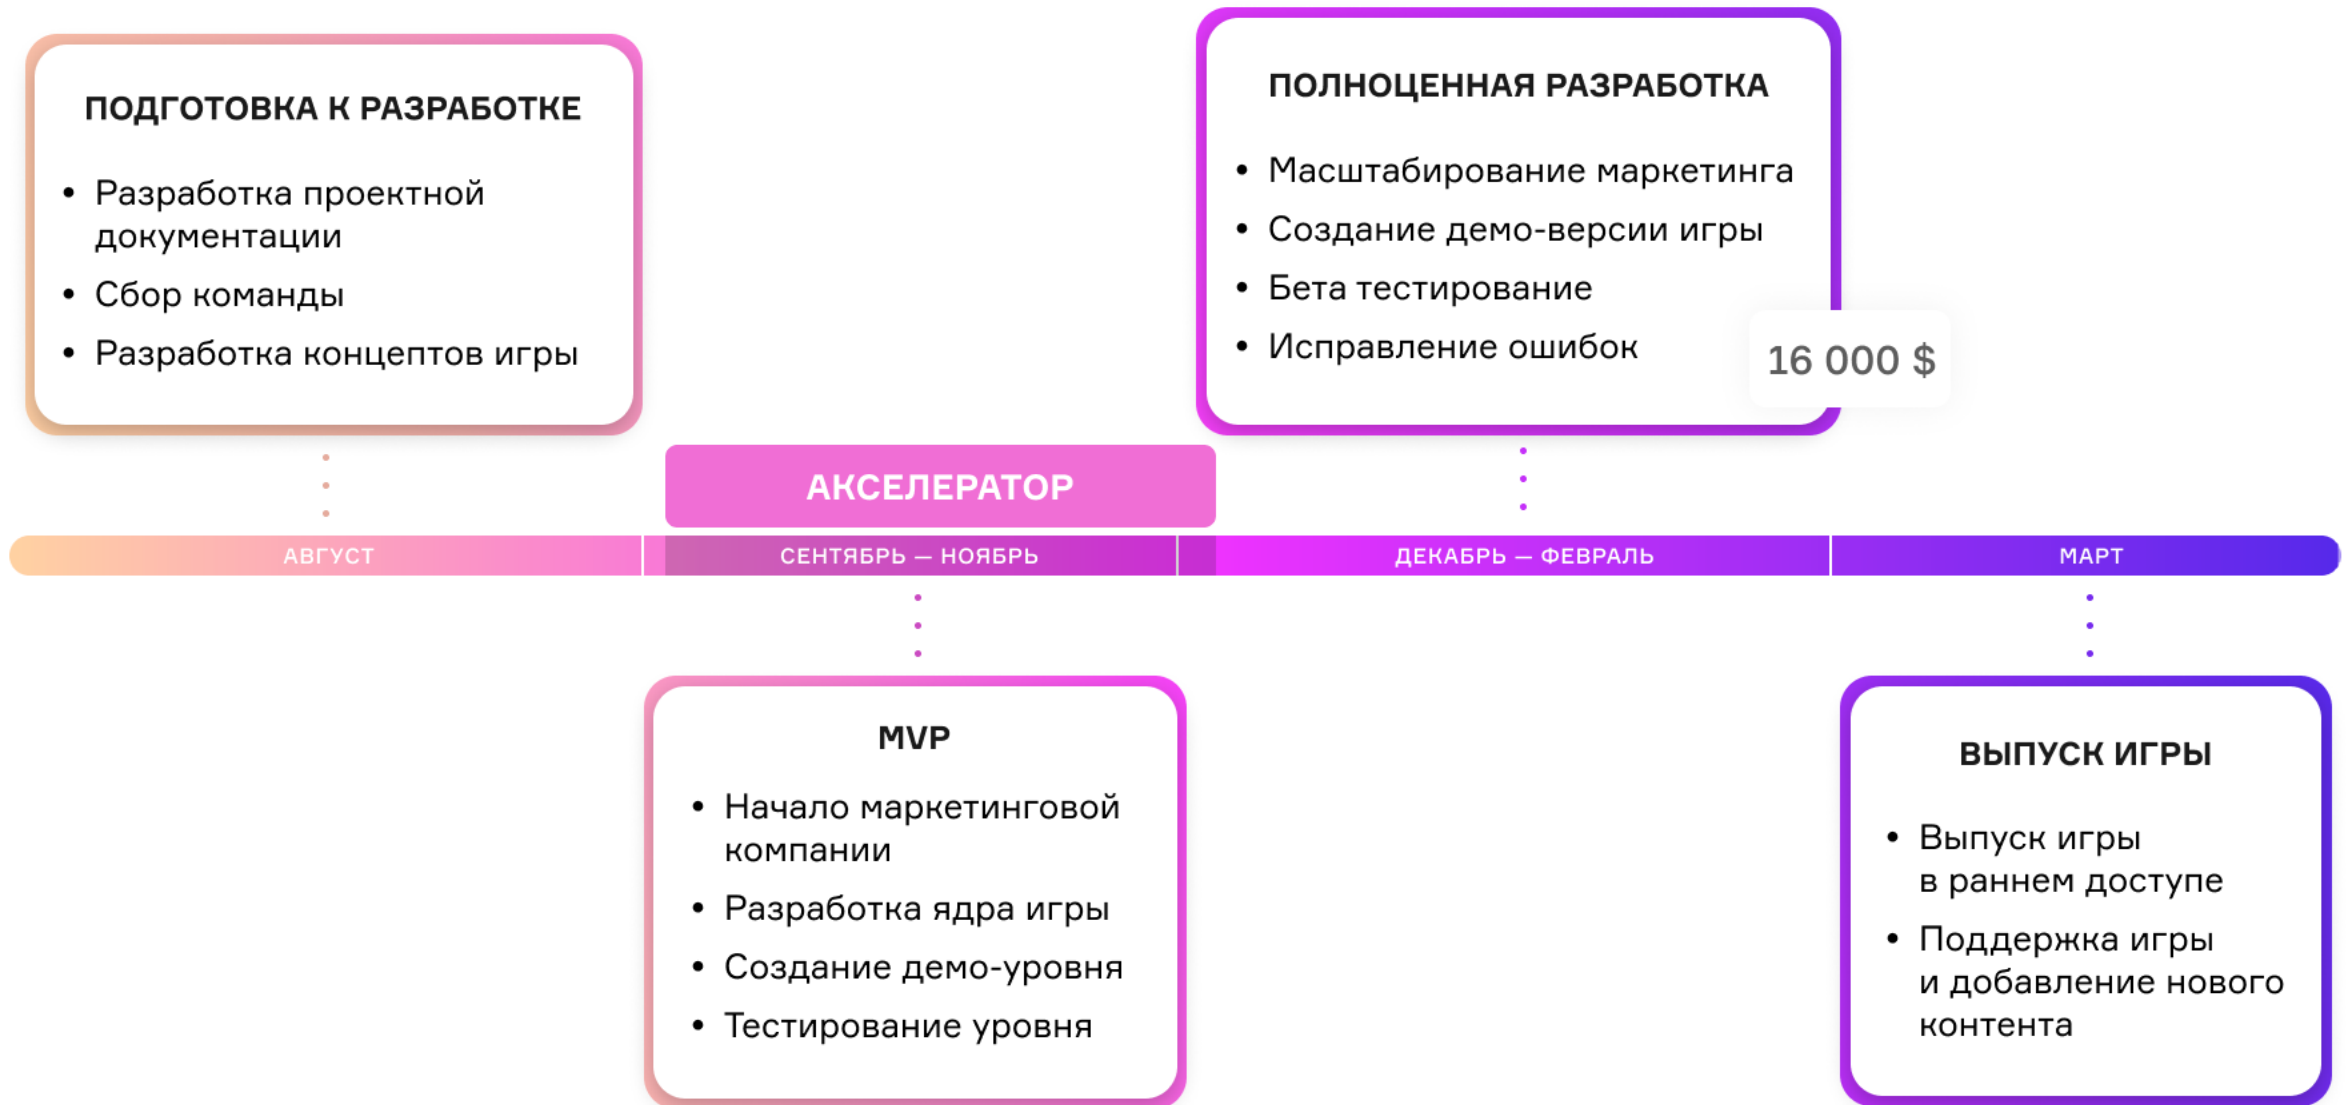 ПОДГОТОВКА К РАЗРАБОТКЕ
• Разработка проектной
документации
• Сбор команды
• Разработка концептов игры
ПОЛНОЦЕННАЯ РАЗРАБОТКА
• Масштабирование маркетинга
• Создание демо-версии игры
• Бета тестирование
• Исправление ошибок
16 000 $
АКСЕЛЕРАТОР
АВГУСТ
СЕНТЯБРЬ — НОЯБРЬ
ДЕКАБРЬ — ФЕВРАЛЬ
МАРТ
MVP
• Начало маркетинговой
компании
• Разработка ядра игры
• Создание демо-уровня
• Тестирование уровня
ВЫПУСК ИГРЫ
• Выпуск игры
в раннем доступе
• Поддержка игры
и добавление нового
контента